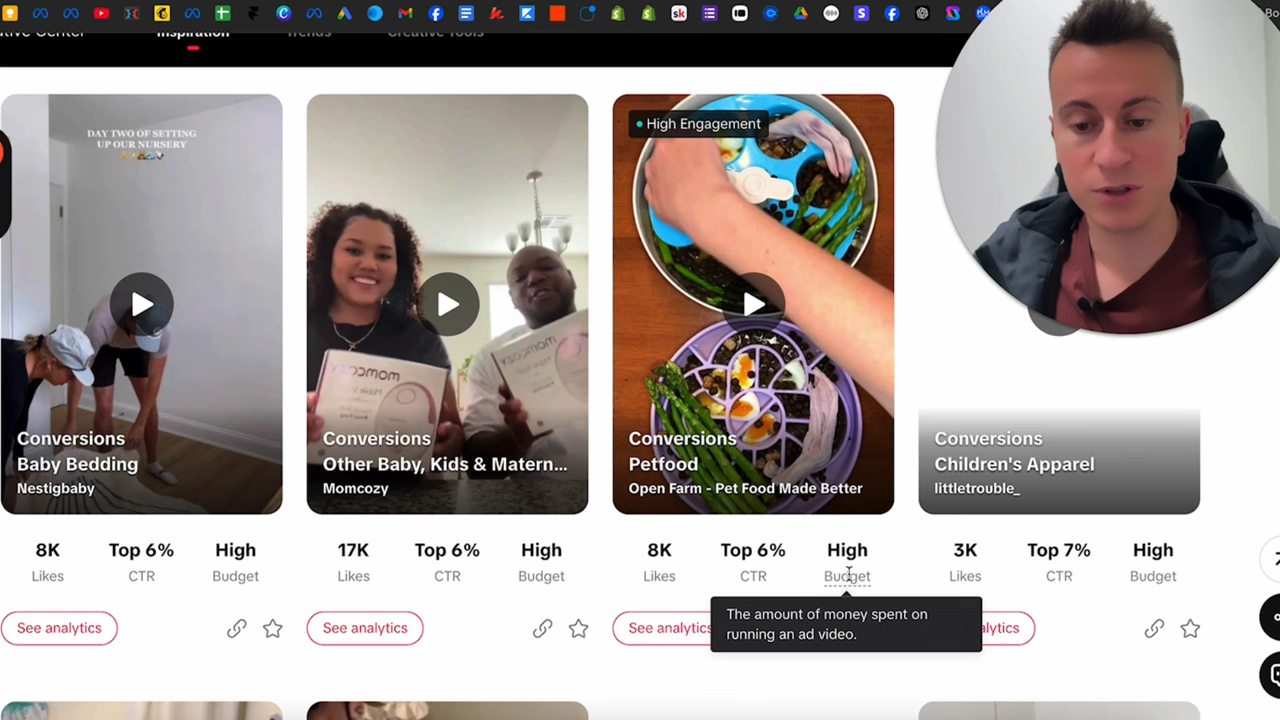 Inspiration
Trends
Creative Tools
DAY TWO OF SETTING
UP OUR NURSERY
Conversions
Baby Bedding
Nestigbaby
8K
Likes
Top 6%
CTR
High
Budget
See analytics
momcozy
Conversions
Other Baby, Kids & Matern...
Momcozy
17K
Likes
Top 6%
CTR
High
Budget
See analytics
High Engagement
Conversions
Petfood
Open Farm - Pet Food Made Better
8K
Likes
Top 6%
CTR
High
Budget
The amount of money spent on
running an ad video.
See analytics
Conversions
Children's Apparel
littletrouble_
3K
Likes
Top 7%
CTR
High
Budget
analytics